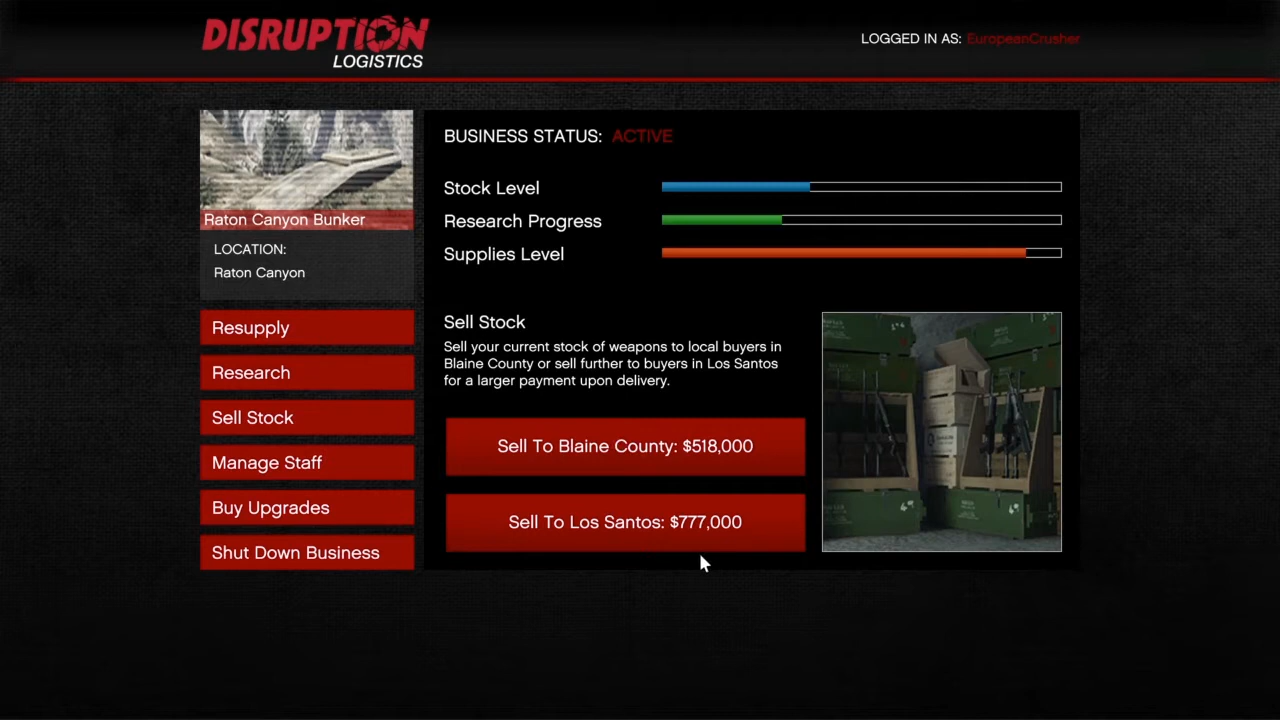 DISRUPTION
LOGISTICS
LOGGED IN AS: EuropeanCrusher
Raton Canyon Bunker
LOCATION:
Raton Canyon
Resupply
Research
Sell Stock
Manage Staff
Buy Upgrades
Shut Down Business
BUSINESS STATUS: ACTIVE
Stock Level
Research Progress
Supplies Level
Sell Stock
Sell your current stock of weapons to local buyers in
Blaine County or sell further to buyers in Los Santos
for a larger payment upon delivery.
Sell To Blaine County: $518,000
Sell To Los Santos: $777,000